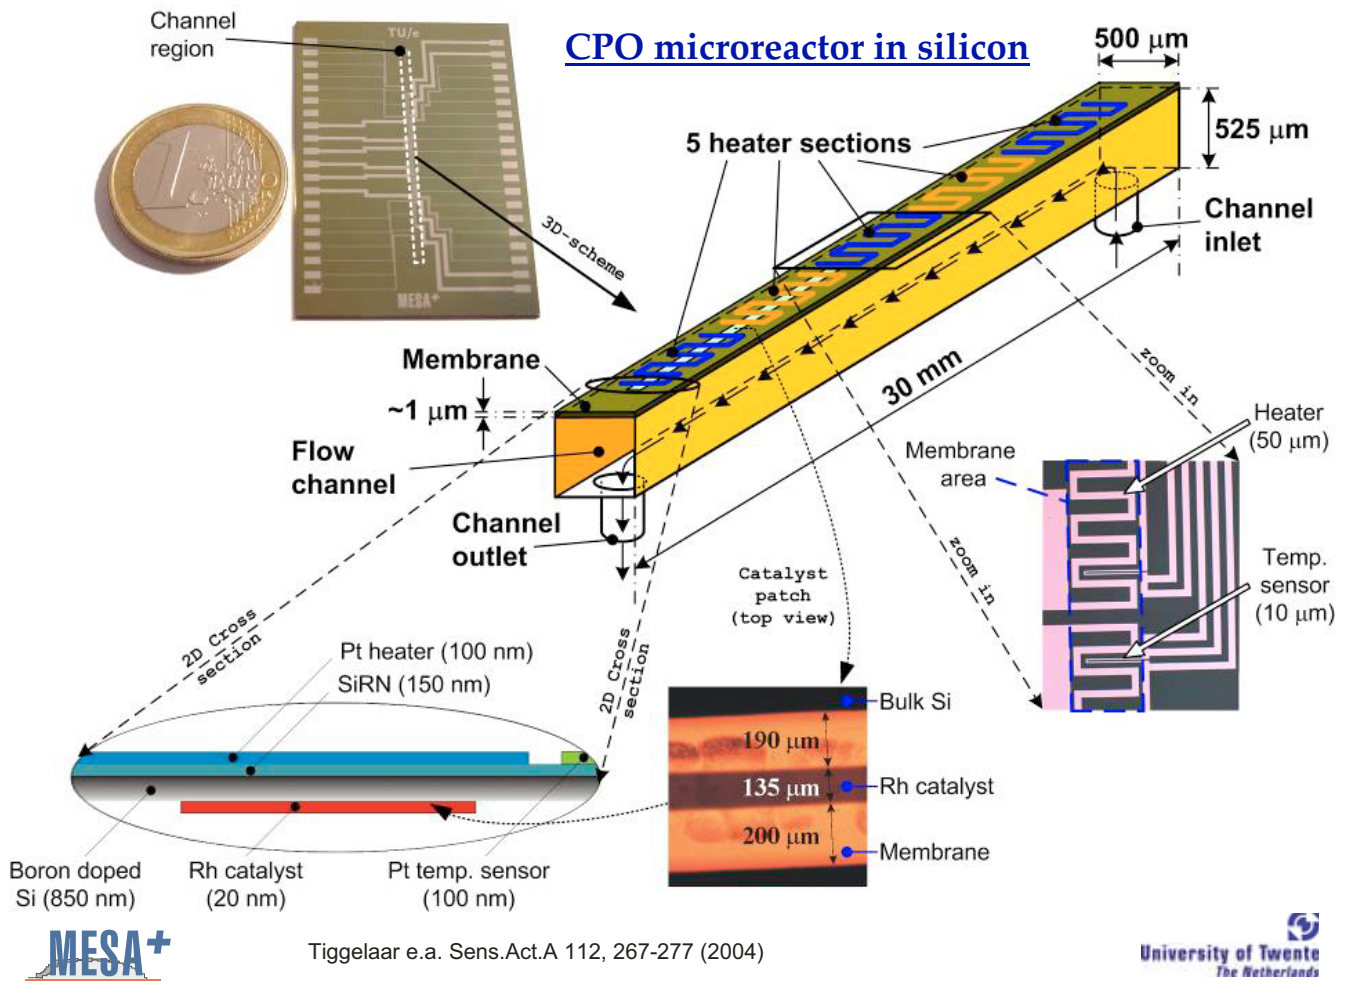 Channel
region
TU/e
CPO microreactor in silicon
500 μm
525 μm
5 heater sections
Channel
inlet
3D-scheme
MESA+
1
Membrane
~1 μm
30 mm
zoom in
Flow
channel
Heater
(50 μm)
Membrane
area
Channel
outlet
zoom in
Temp.
sensor
(10 μm)
Catalyst
patch
(top view)
2D Cross
section
2D Cross
section
Pt heater (100 nm)
SiRN (150 nm)
Bulk Si
190 μm
135 μm
Rh catalyst
200 μm
Membrane
Boron doped
Si (850 nm)
Rh catalyst
(20 nm)
Pt temp. sensor
(100 nm)
MESA+
Tiggelaar e.a. Sens.Act.A 112, 267-277 (2004)
University of Twente
The Netherlands